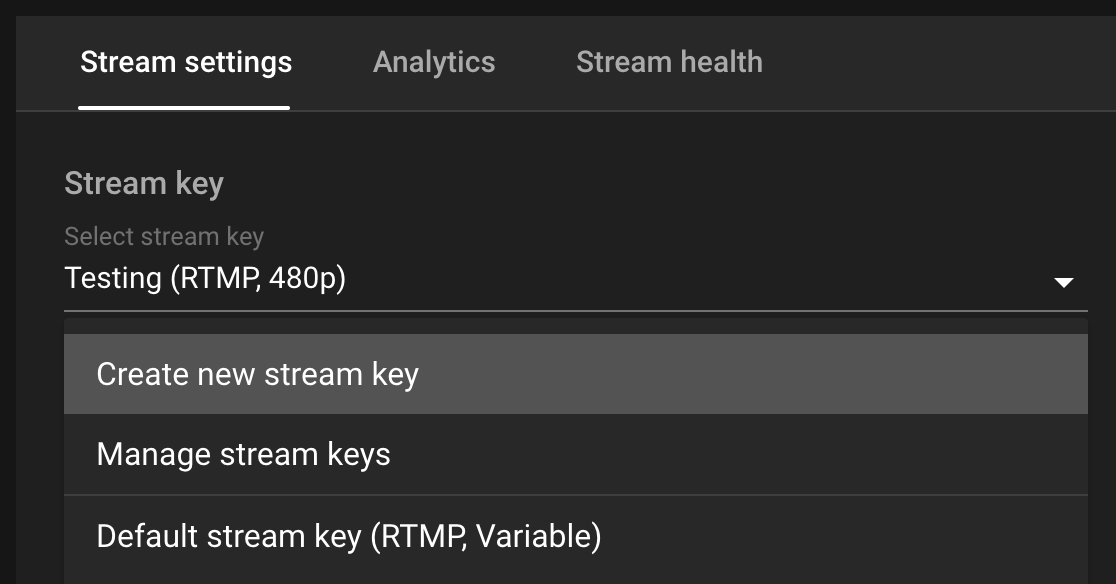 Stream settings Analytics Stream health
Stream key
Select stream key
Testing (RTMP, 480p)
Create new stream key
Manage stream keys
Default stream key (RTMP, Variable)